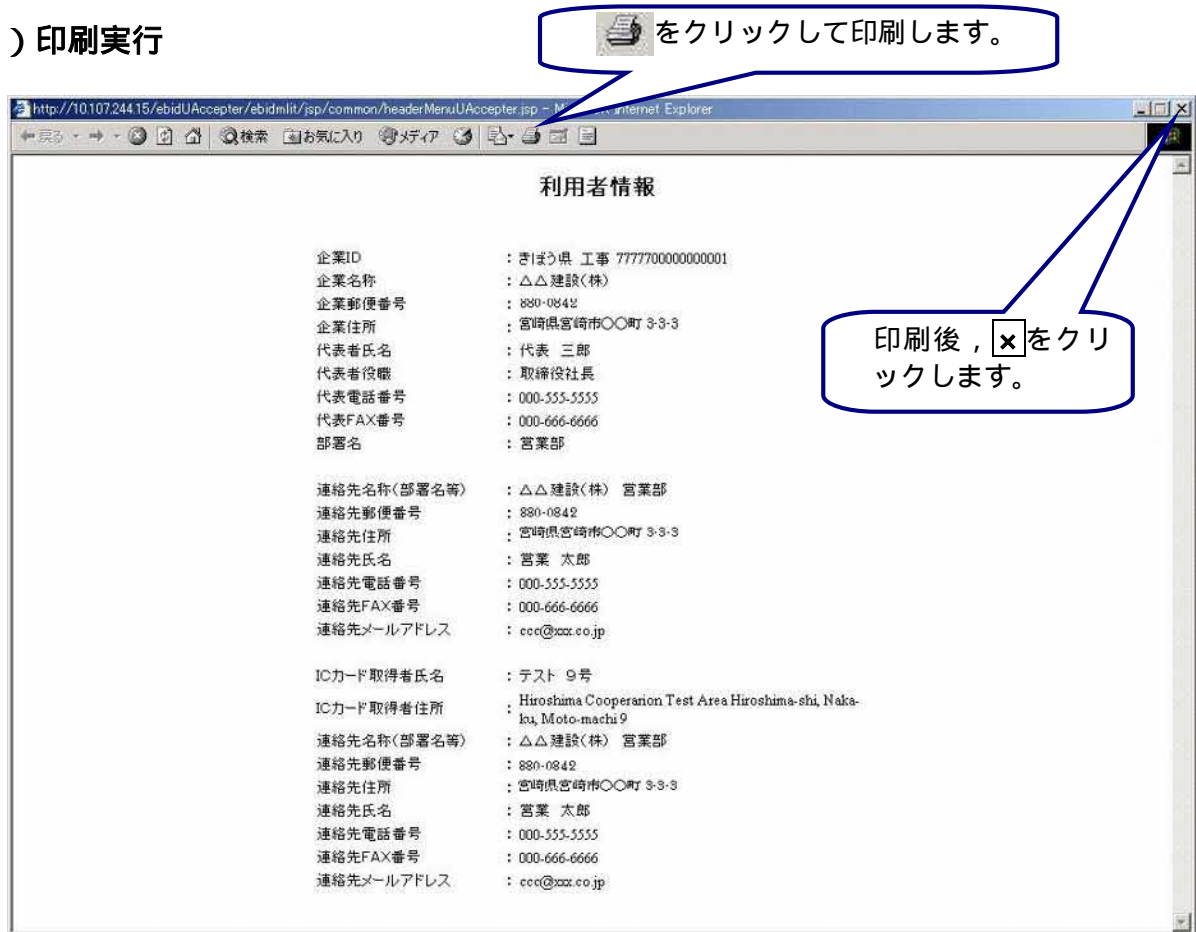 ）印刷実行
をクリックして印刷します。
http://10.107.244.15/ebidUAccepter/ebidmlit/jsp/common/headerMenuUAccepter.jsp - M Internet Explorer
戻る 検索 お気に入り メディア
利用者情報
企業ID : きぼう県 工事 7777700000000001
企業名称 : △△建設(株)
企業郵便番号 : 880-0842
企業住所 : 宮崎県宮崎市○○町 3-3-3
代表者氏名 : 代表 三郎
代表者役職 : 取締役社長
代表電話番号 : 000-555-5555
代表FAX番号 : 000-666-6666
部署名 : 営業部
印刷後，×をクリ
ックします。
連絡先名称(部署名等) : △△建設(株) 営業部
連絡先郵便番号 : 880-0842
連絡先住所 : 宮崎県宮崎市○○町 3-3-3
連絡先氏名 : 営業 太郎
連絡先電話番号 : 000-555-5555
連絡先FAX番号 : 000-666-6666
連絡先メールアドレス : ccc@xxx.co.jp
ICカード取得者氏名 : テスト 9号
ICカード取得者住所 : Hiroshima Cooperarion Test Area Hiroshima-shi, Naka-
ku, Moto-machi 9
連絡先名称(部署名等) : △△建設(株) 営業部
連絡先郵便番号 : 880-0842
連絡先住所 : 宮崎県宮崎市○○町 3-3-3
連絡先氏名 : 営業 太郎
連絡先電話番号 : 000-555-5555
連絡先FAX番号 : 000-666-6666
連絡先メールアドレス : ccc@xxx.co.jp